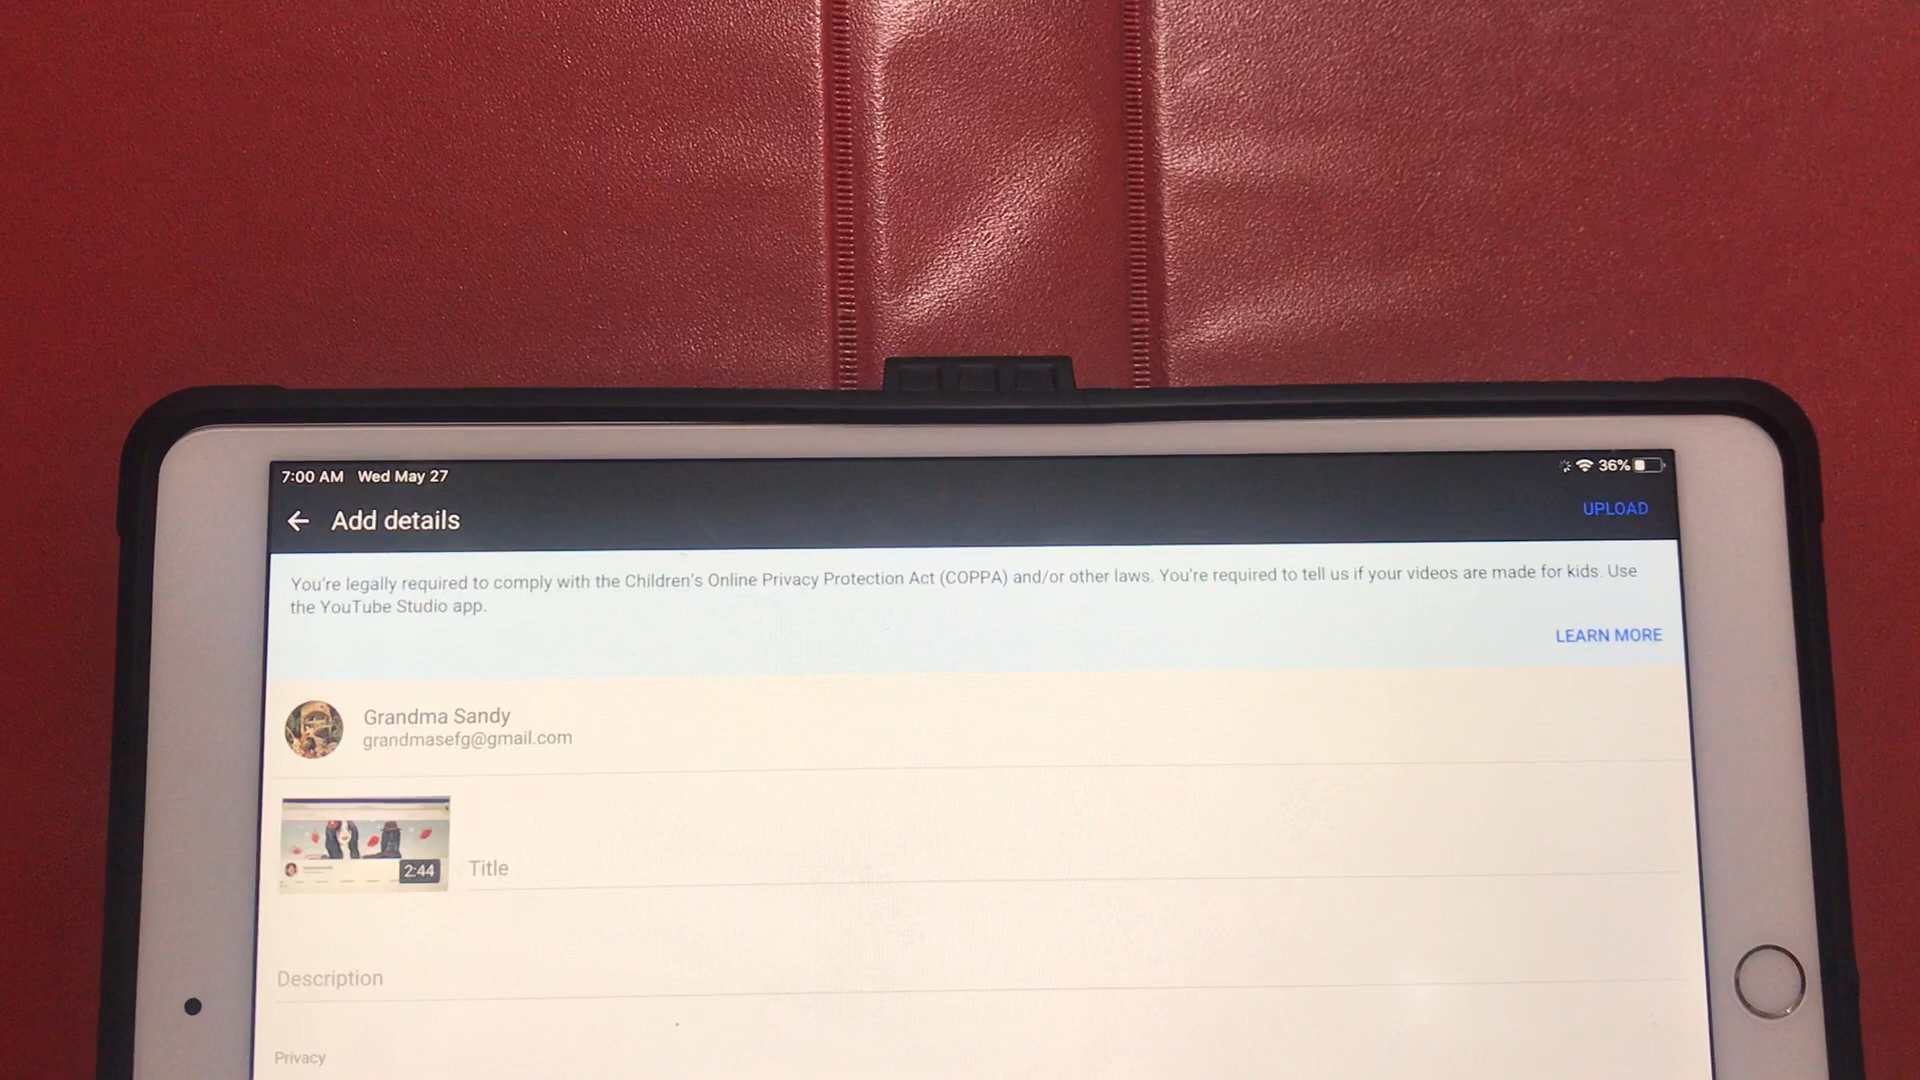 7:00 AM Wed May 27
36%
Add details
UPLOAD
You're legally required to comply with the Children's Online Privacy Protection Act (COPPA) and/or other laws. You're required to tell us if your videos are made for kids. Use
the YouTube Studio app.
LEARN MORE
Grandma Sandy
grandmasefg@gmail.com
2:44
Title
Description
Privacy